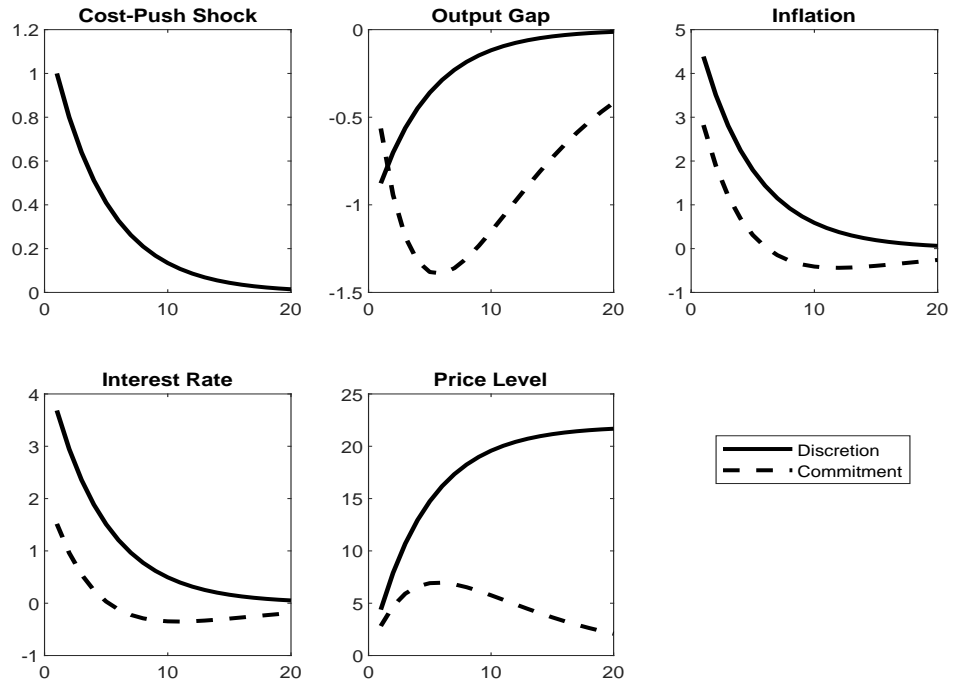 Cost-Push Shock
1.2
1
0.8
0.6
0.4
0.2
0
0 10 20
Output Gap
0
-0.5
-1
-1.5
0 10 20
Inflation
5
4
3
2
1
0
-1
0 10 20
Interest Rate
4
3
2
1
0
-1
0 10 20
Price Level
25
20
15
10
5
0
0 10 20
Discretion
Commitment